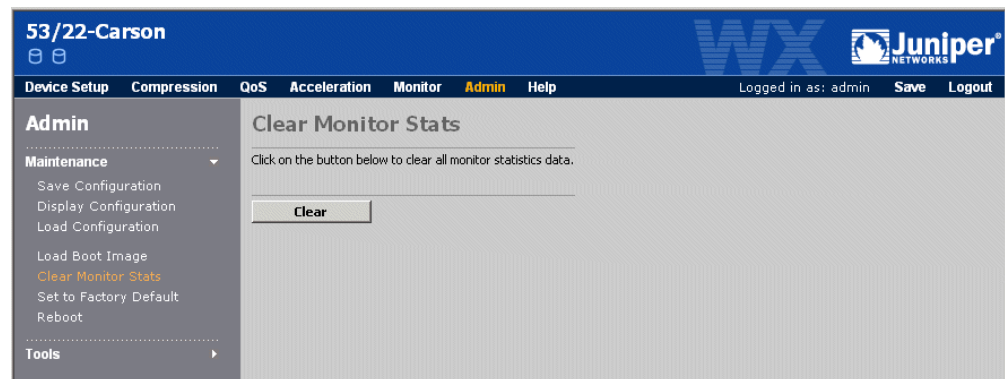 53/22-Carson
WX
Juniper®
NETWORKS
Device Setup Compression QoS Acceleration Monitor Admin Help Logged in as: admin Save Logout
Admin
Maintenance
Save Configuration
Display Configuration
Load Configuration
Load Boot Image
Clear Monitor Stats
Set to Factory Default
Reboot
Tools
Clear Monitor Stats
Click on the button below to clear all monitor statistics data.
Clear